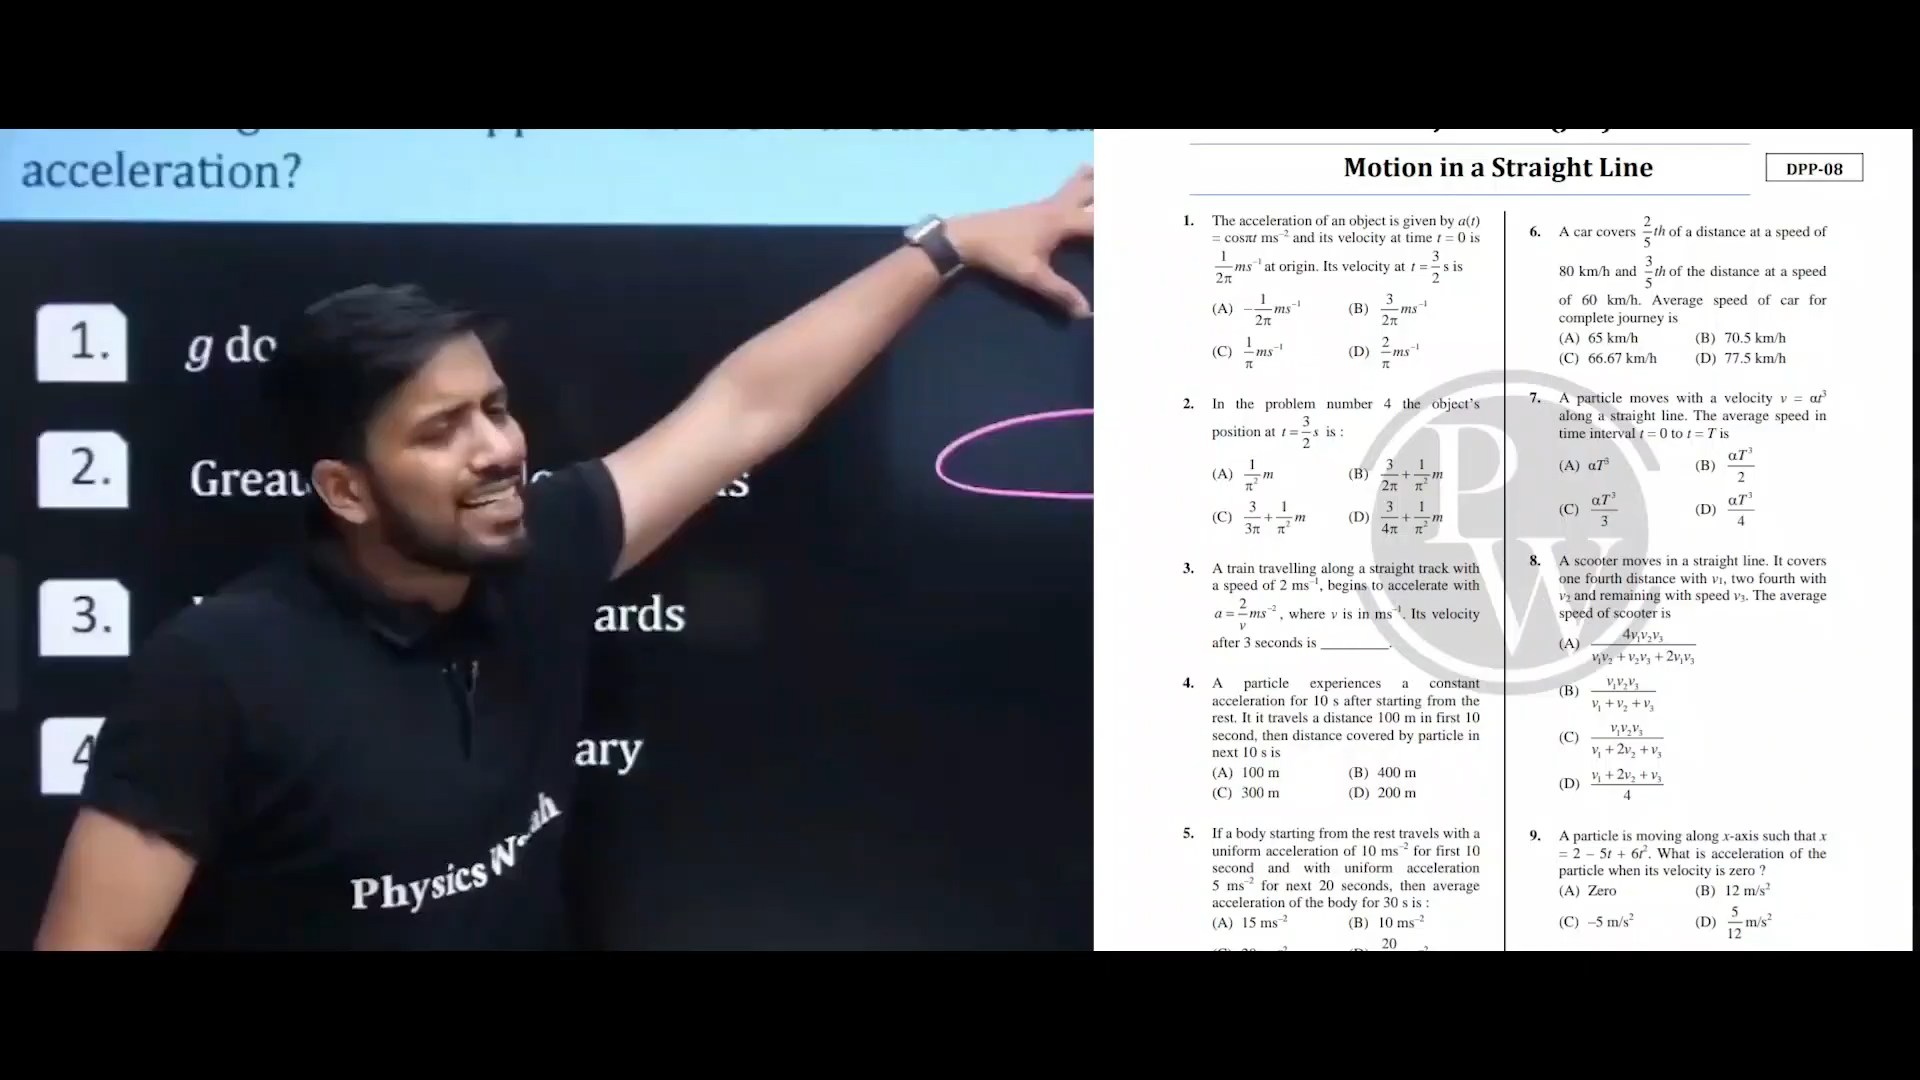 acceleration?
1.
g do
2.
3.
ards
4
ary
Physics W
Motion in a Straight Line
DPP-08
1. The acceleration of an object is given by a(t)
= cosπt ms⁻² and its velocity at time t = 0 is
1/2π ms⁻¹ at origin. Its velocity at t = 3/2 s is
(A) −1/2π ms⁻¹ (B) 3/2π ms⁻¹
(C) 1/π ms⁻¹ (D) 2/π ms⁻¹
2. In the problem number 4 the object's
position at t = 3/2 s is :
(A) 1/π² m (B) 3/2π + 1/π² m
(C) 3/3π + 1/π² m (D) 3/4π + 1/π² m
3. A train travelling along a straight track with
a speed of 2 ms⁻¹, begins to accelerate with
a = 2/v ms⁻², where v is in ms⁻¹. Its velocity
after 3 seconds is __________.
4. A particle experiences a constant
acceleration for 10 s after starting from the
rest. It it travels a distance 100 m in first 10
second, then distance covered by particle in
next 10 s is
(A) 100 m (B) 400 m
(C) 300 m (D) 200 m
5. If a body starting from the rest travels with a
uniform acceleration of 10 ms⁻² for first 10
second and with uniform acceleration
5 ms⁻² for next 20 seconds, then average
acceleration of the body for 30 s is :
(A) 15 ms⁻² (B) 10 ms⁻²
20
6. A car covers 2/5 th of a distance at a speed of
80 km/h and 3/5 th of the distance at a speed
of 60 km/h. Average speed of car for
complete journey is
(A) 65 km/h (B) 70.5 km/h
(C) 66.67 km/h (D) 77.5 km/h
7. A particle moves with a velocity v = αt³
along a straight line. The average speed in
time interval t = 0 to t = T is
(A) αT³ (B) αT³/2
(C) αT³/3 (D) αT³/4
8. A scooter moves in a straight line. It covers
one fourth distance with v₁, two fourth with
v₂ and remaining with speed v₃. The average
speed of scooter is
(A) 4v₁v₂v₃/v₁v₂ + v₂v₃ + 2v₁v₃
(B) v₁v₂v₃/v₁ + v₂ + v₃
(C) v₁v₂v₃/v₁ + 2v₂ + v₃
(D) v₁ + 2v₂ + v₃/4
9. A particle is moving along x-axis such that x
= 2 − 5t + 6t². What is acceleration of the
particle when its velocity is zero ?
(A) Zero (B) 12 m/s²
(C) −5 m/s² (D) 5/12 m/s²
PW